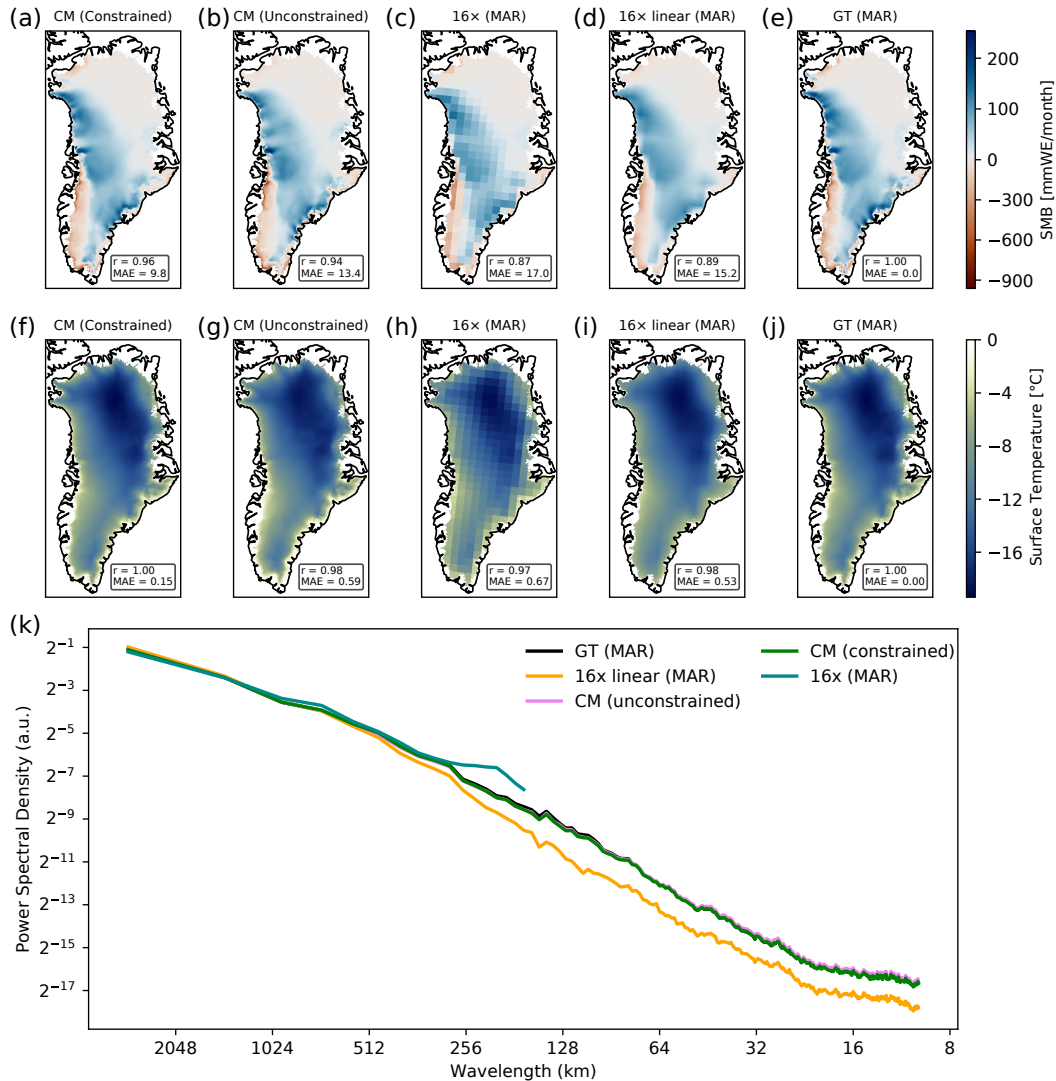 (a) CM (Constrained)
(b) CM (Unconstrained)
(c) 16× (MAR)
(d) 16× linear (MAR)
(e) GT (MAR)
r = 0.96
MAE = 9.8
r = 0.94
MAE = 13.4
r = 0.87
MAE = 17.0
r = 0.89
MAE = 15.2
r = 1.00
MAE = 0.0
200
100
0
−300
−600
−900
SMB [mmWE/month]
(f) CM (Constrained)
(g) CM (Unconstrained)
(h) 16× (MAR)
(i) 16× linear (MAR)
(j) GT (MAR)
r = 1.00
MAE = 0.15
r = 0.98
MAE = 0.59
r = 0.97
MAE = 0.67
r = 0.98
MAE = 0.53
r = 1.00
MAE = 0.00
0
−4
−8
−12
−16
Surface Temperature [°C]
(k)
GT (MAR)
16x linear (MAR)
CM (unconstrained)
CM (constrained)
16x (MAR)
2⁻¹
2⁻³
2⁻⁵
2⁻⁷
2⁻⁹
2⁻¹¹
2⁻¹³
2⁻¹⁵
2⁻¹⁷
Power Spectral Density (a.u.)
2048 1024 512 256 128 64 32 16 8
Wavelength (km)